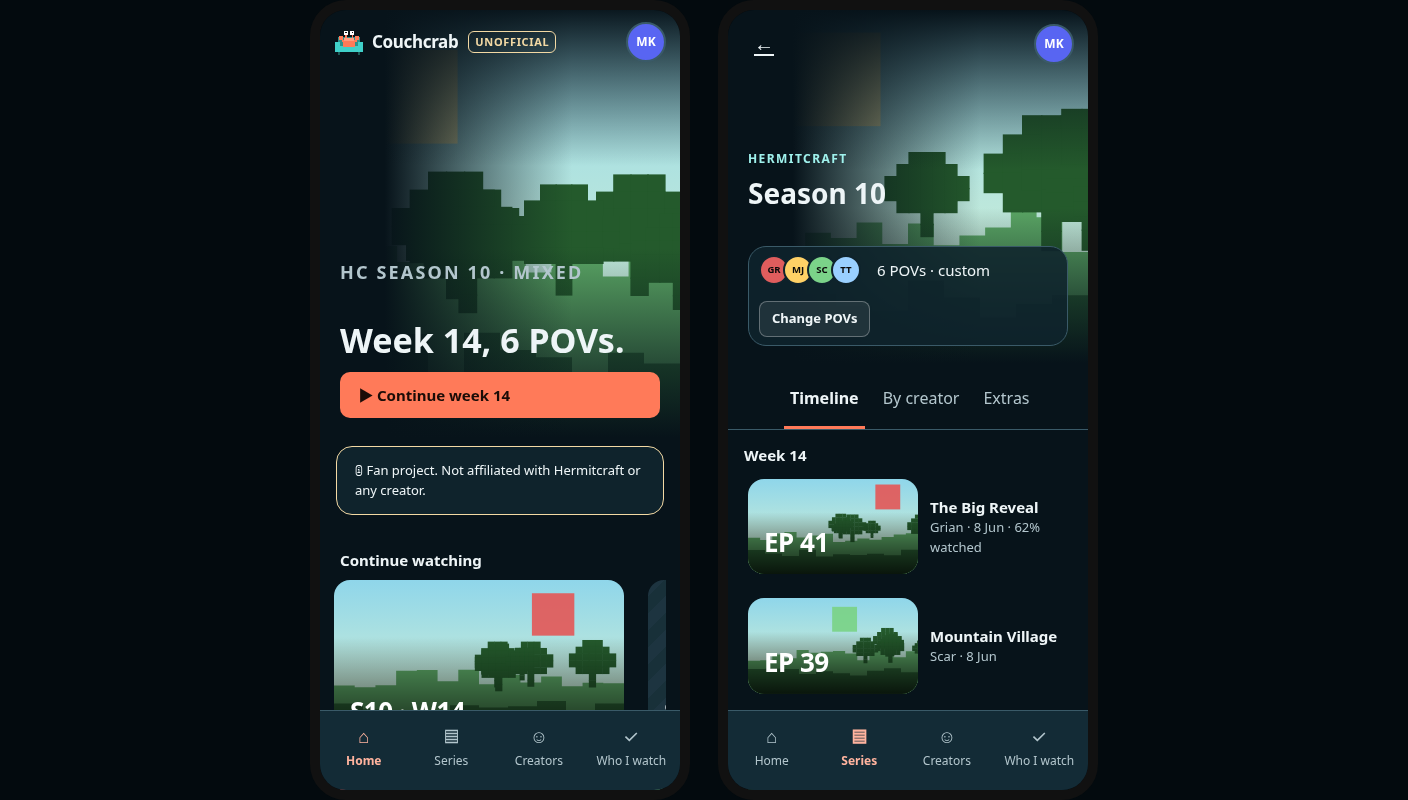 Couchcrab UNOFFICIAL MK
HC SEASON 10 · MIXED
Week 14, 6 POVs.
▶ Continue week 14
Fan project. Not affiliated with Hermitcraft or
any creator.
Continue watching
S10 · W14
Home Series Creators Who I watch
← MK
HERMITCRAFT
Season 10
GR MJ SC TT 6 POVs · custom
Change POVs
Timeline By creator Extras
Week 14
EP 41
The Big Reveal
Grian · 8 Jun · 62%
watched
EP 39
Mountain Village
Scar · 8 Jun
Home Series Creators Who I watch